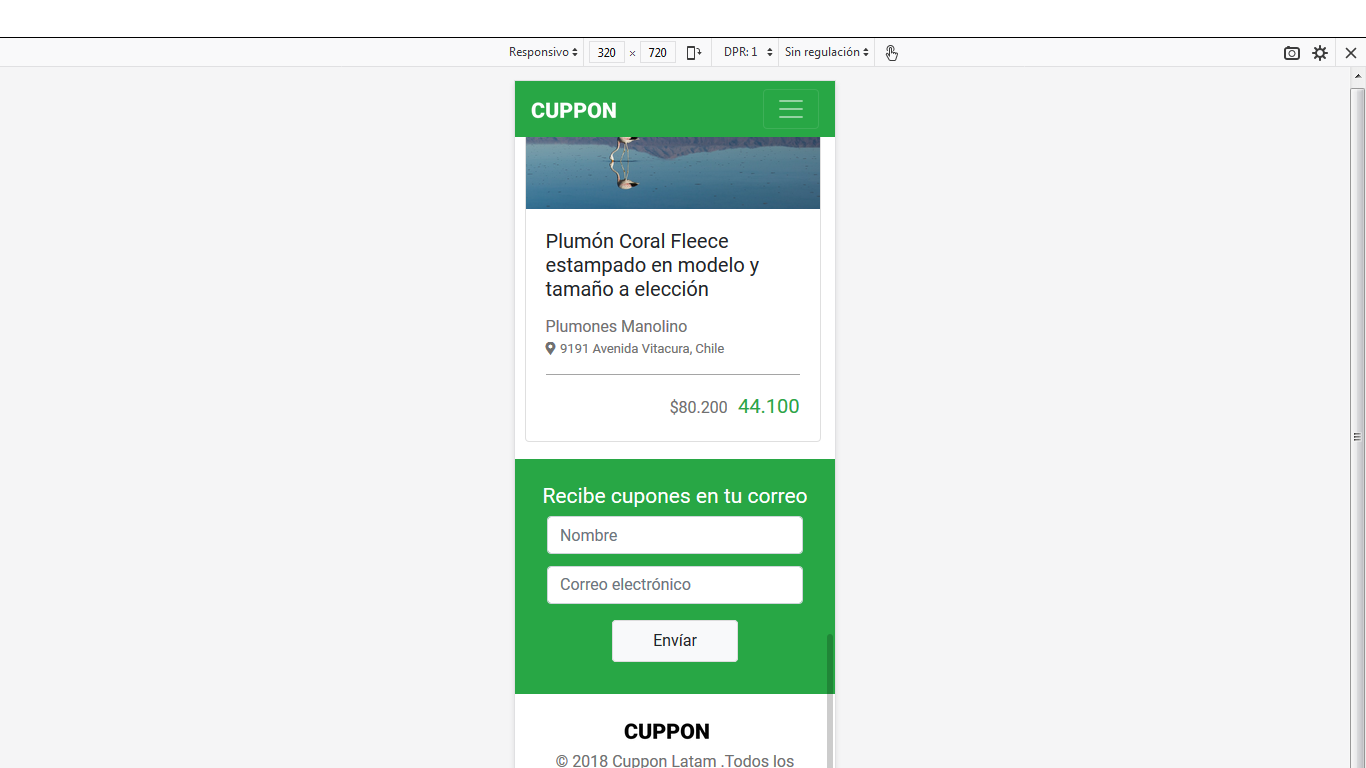 Responsivo 320 × 720 DPR: 1 Sin regulación
CUPPON
Plumón Coral Fleece
estampado en modelo y
tamaño a elección
Plumones Manolino
9191 Avenida Vitacura, Chile
$80.200 44.100
Recibe cupones en tu correo
Nombre
Correo electrónico
Envíar
CUPPON
© 2018 Cuppon Latam .Todos los